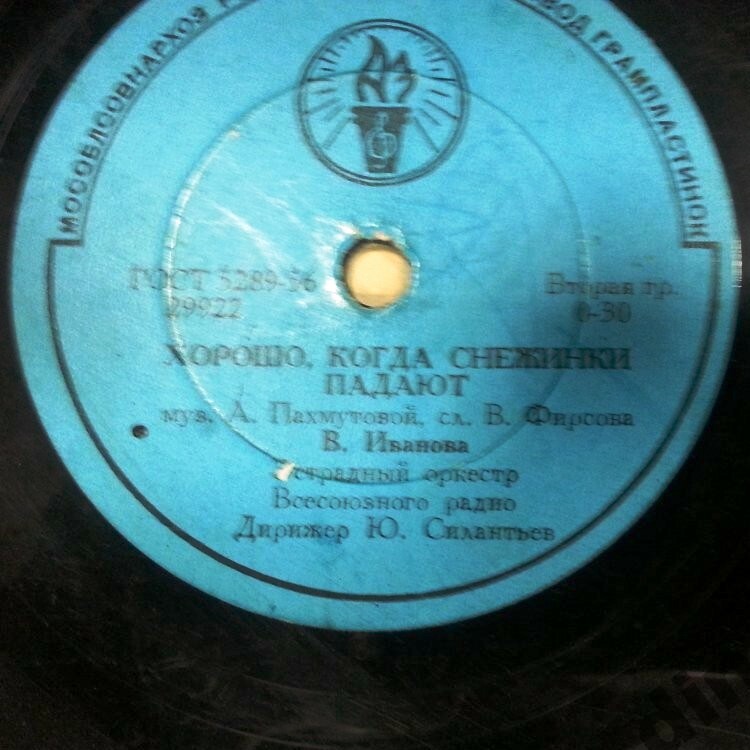 МОСОБЛСОВНАРХОЗ
ГРАМПЛАСТИНОК
ГОСТ 5289-56
Вторая гр.
29922
0-30
ХОРОШО, КОГДА СНЕЖИНКИ
ПАДАЮТ
муз. А. Пахмутовой, сл. В. Фирсова
В. Иванова
Эстрадный оркестр
Всесоюзного радио
Дирижер Ю. Силантьев